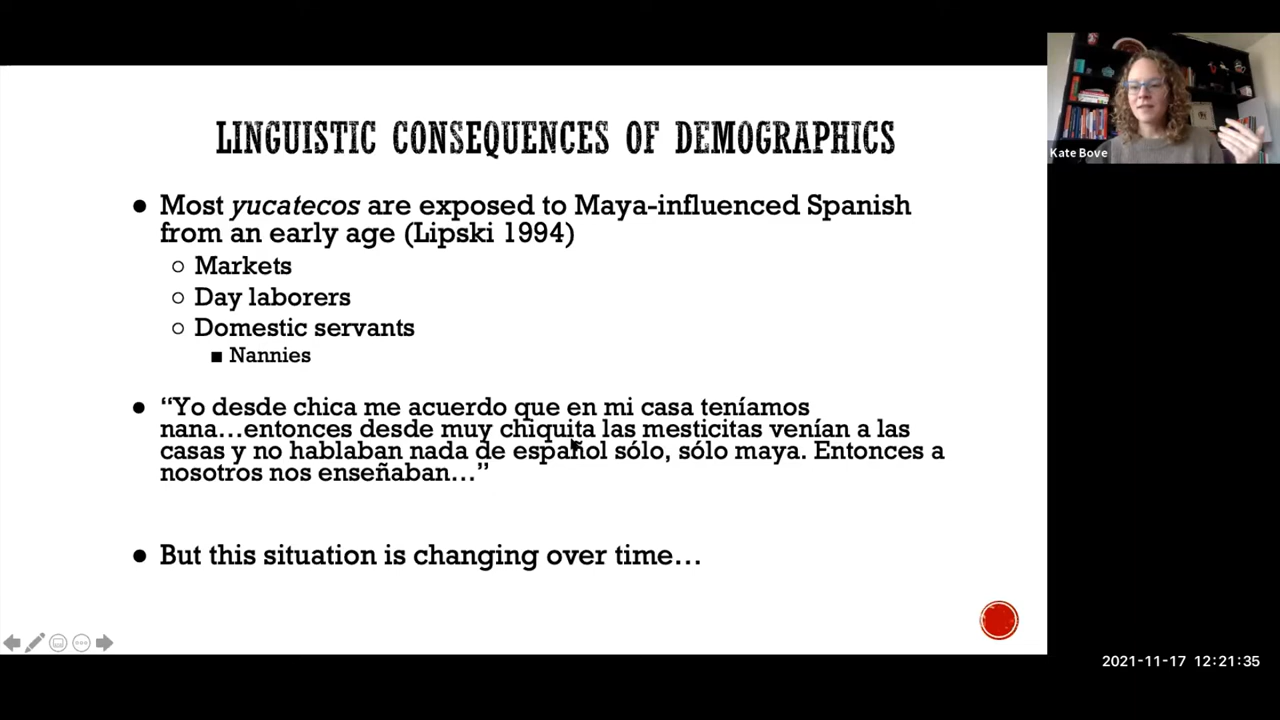 LINGUISTIC CONSEQUENCES OF DEMOGRAPHICS
Most yucatecos are exposed to Maya-influenced Spanish
from an early age (Lipski 1994)
Markets
Day laborers
Domestic servants
Nannies
“Yo desde chica me acuerdo que en mi casa teníamos
nana…entonces desde muy chiquita las mesticitas venían a las
casas y no hablaban nada de español sólo, sólo maya. Entonces a
nosotros nos enseñaban…”
But this situation is changing over time…
Kate Bove
2021-11-17 12:21:35